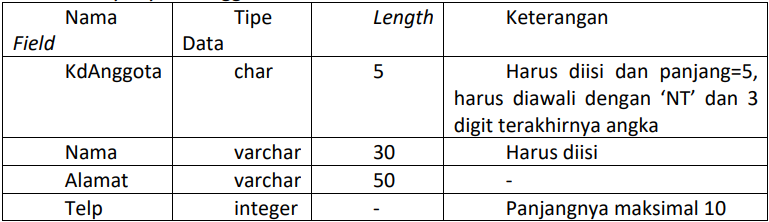 Nama Field Tipe Data Length Keterangan
KdAnggota char 5 Harus diisi dan panjang=5,
harus diawali dengan ‘NT’ dan 3
digit terakhirnya angka
Nama varchar 30 Harus diisi
Alamat varchar 50 -
Telp integer - Panjangnya maksimal 10